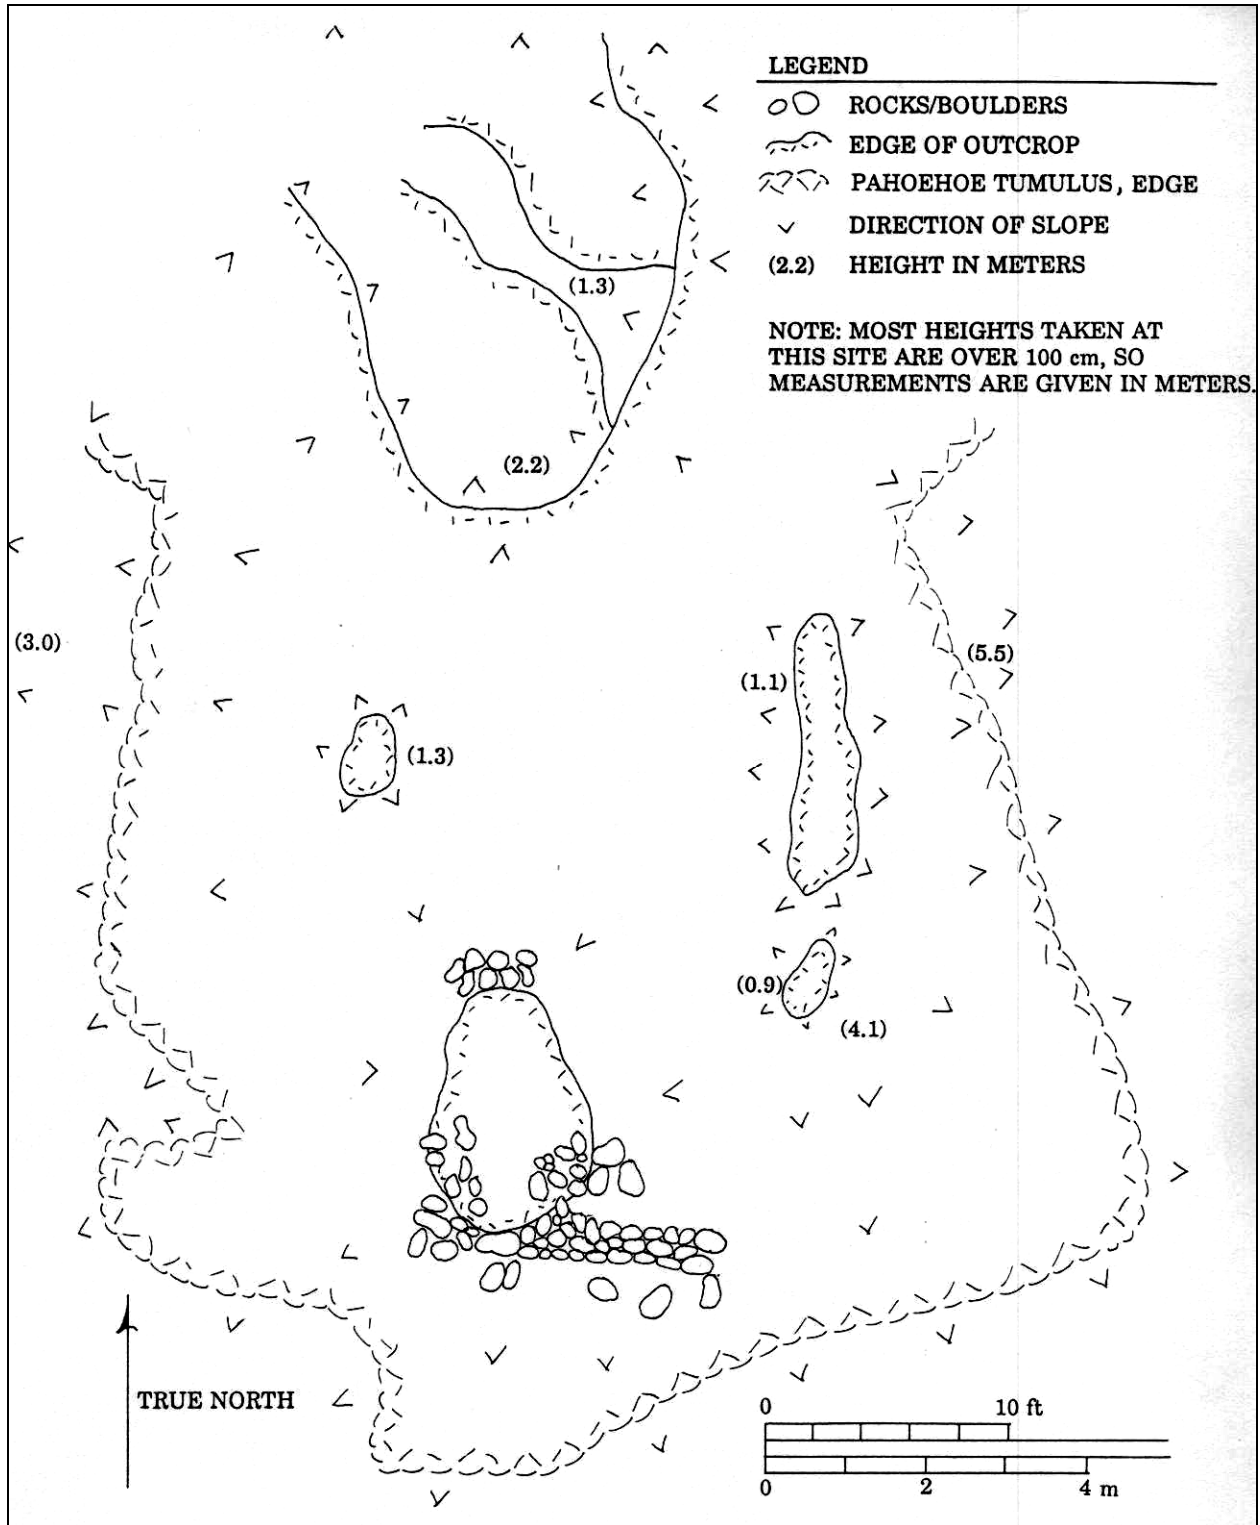 LEGEND
ROCKS/BOULDERS
EDGE OF OUTCROP
PAHOEHOE TUMULUS, EDGE
DIRECTION OF SLOPE
(2.2) HEIGHT IN METERS
NOTE: MOST HEIGHTS TAKEN AT
THIS SITE ARE OVER 100 cm, SO
MEASUREMENTS ARE GIVEN IN METERS.
(1.3)
(2.2)
(3.0)
(5.5)
(1.1)
(1.3)
(0.9)
(4.1)
TRUE NORTH
0 10 ft
0 2 4 m